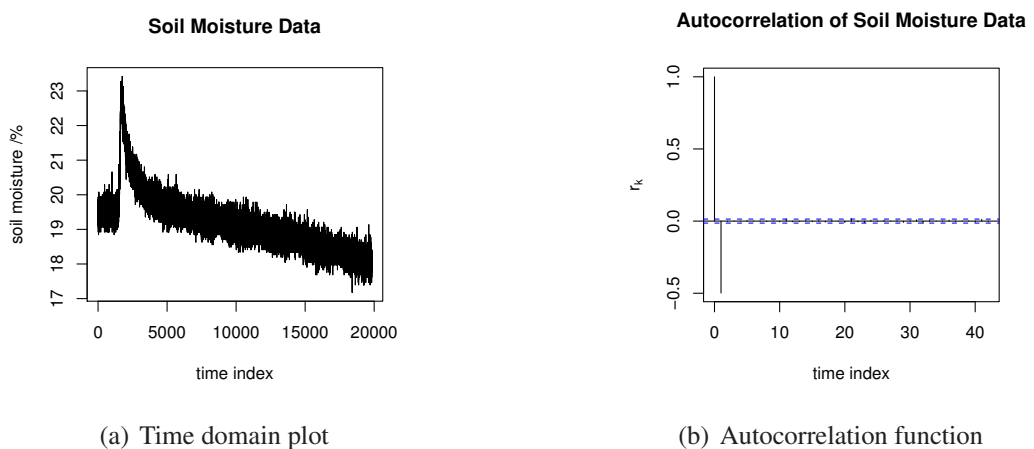 Soil Moisture Data
soil moisture /%
23
22
21
20
19
18
17
0 5000 10000 15000 20000
time index
(a) Time domain plot
Autocorrelation of Soil Moisture Data
r_k
1.0
0.5
0.0
−0.5
0 10 20 30 40
time index
(b) Autocorrelation function